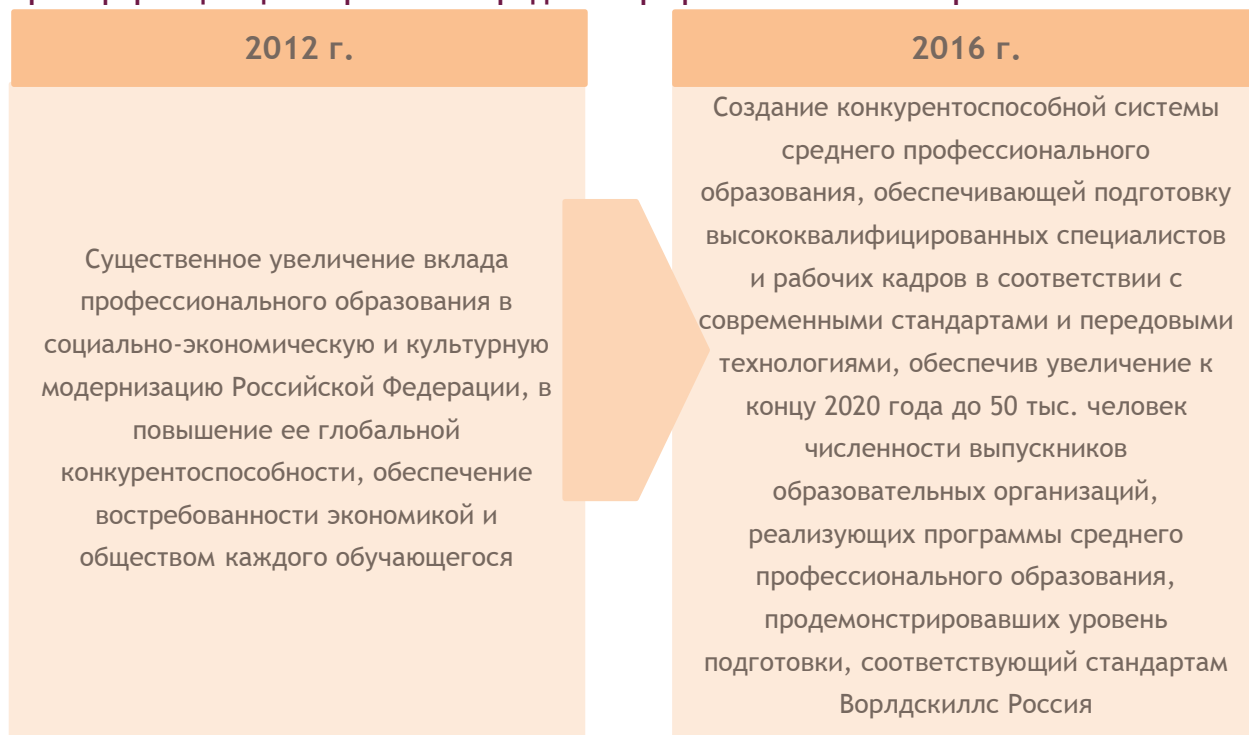 2012 г.
Существенное увеличение вклада
профессионального образования в
социально-экономическую и культурную
модернизацию Российской Федерации, в
повышение ее глобальной
конкурентоспособности, обеспечение
востребованности экономикой и
обществом каждого обучающегося
2016 г.
Создание конкурентоспособной системы
среднего профессионального
образования, обеспечивающей подготовку
высококвалифицированных специалистов
и рабочих кадров в соответствии с
современными стандартами и передовыми
технологиями, обеспечив увеличение к
концу 2020 года до 50 тыс. человек
численности выпускников
образовательных организаций,
реализующих программы среднего
профессионального образования,
продемонстрировавших уровень
подготовки, соответствующий стандартам
Ворлдскиллс Россия